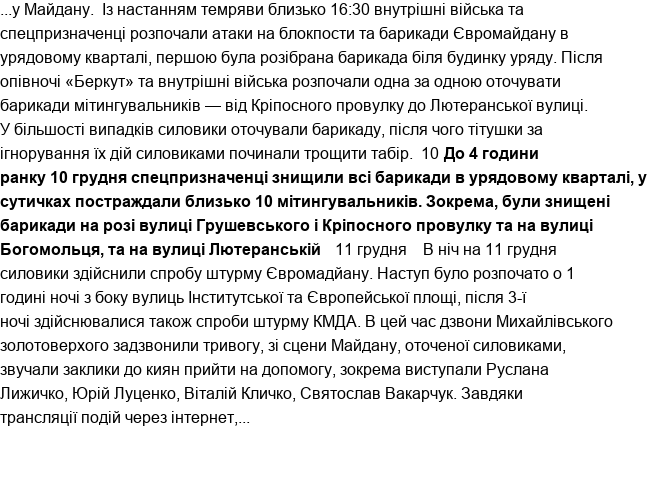 ...у Майдану.  Із настанням темряви близько 16:30 внутрішні війська та
спецпризначенці розпочали атаки на блокпости та барикади Євромайдану в
урядовому кварталі, першою була розібрана барикада біля будинку уряду. Після
опівночі «Беркут» та внутрішні війська розпочали одна за одною оточувати
барикади мітингувальників — від Кріпосного провулку до Лютеранської вулиці.
У більшості випадків силовики оточували барикаду, після чого тітушки за
ігнорування їх дій силовиками починали трощити табір.  10 До 4 години
ранку 10 грудня спецпризначенці знищили всі барикади в урядовому кварталі, у
сутичках постраждали близько 10 мітингувальників. Зокрема, були знищені
барикади на розі вулиці Грушевського і Кріпосного провулку та на вулиці
Богомольця, та на вулиці Лютеранській   11 грудня    В ніч на 11 грудня
силовики здійснили спробу штурму Євромадйану. Наступ було розпочато о 1
годині ночі з боку вулиць Інститутської та Європейської площі, після 3-ї
ночі здійснювалися також спроби штурму КМДА. В цей час дзвони Михайлівського
золотоверхого задзвонили тривогу, зі сцени Майдану, оточеної силовиками,
звучали заклики до киян прийти на допомогу, зокрема виступали Руслана
Лижичко, Юрій Луценко, Віталій Кличко, Святослав Вакарчук. Завдяки
трансляції подій через інтернет,...